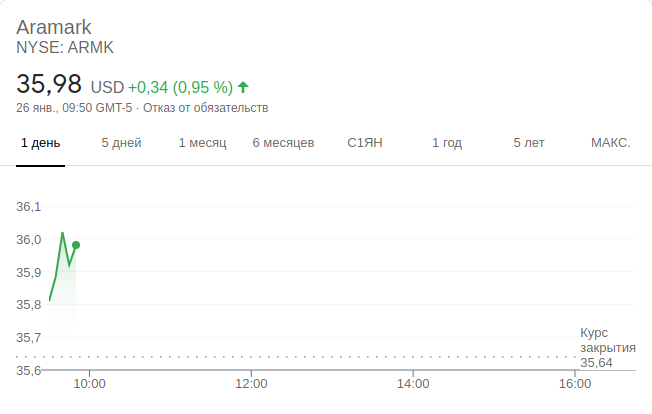 Aramark
NYSE: ARMK
35,98 USD +0,34 (0,95 %)
26 янв., 09:50 GMT-5 · Отказ от обязательств
1 день 5 дней 1 месяц 6 месяцев С1ЯН 1 год 5 лет МАКС.
36,1
36,0
35,9
35,8
35,7
Курс
закрытия
35,64
35,6
10:00 12:00 14:00 16:00